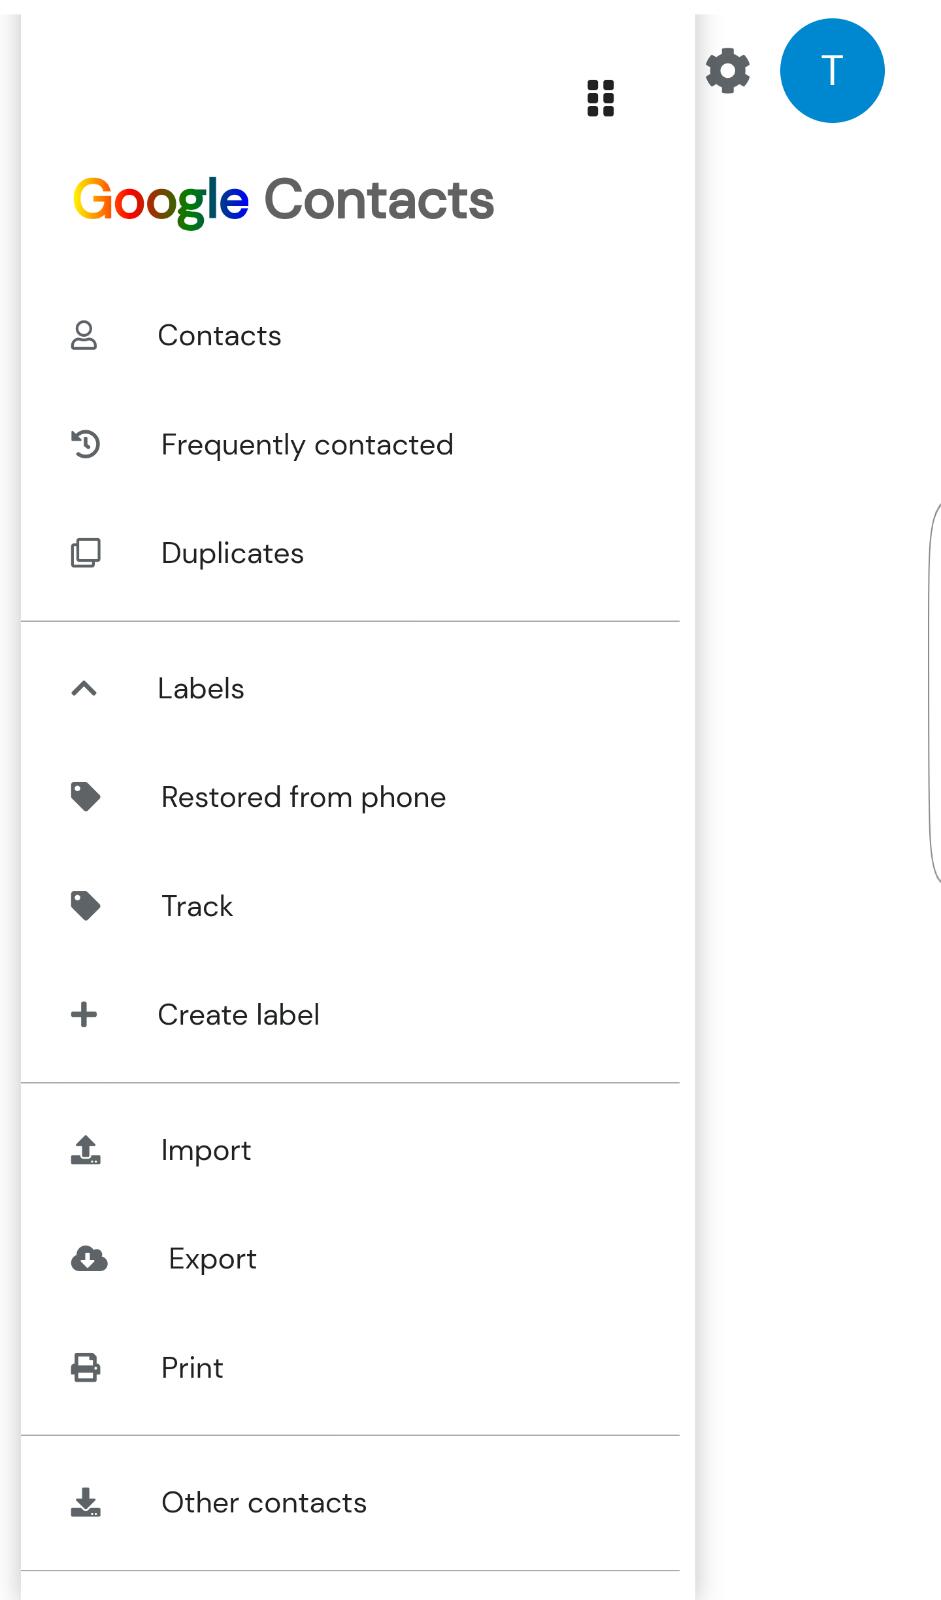 T
Google Contacts
Contacts
Frequently contacted
Duplicates
Labels
Restored from phone
Track
Create label
Import
Export
Print
Other contacts